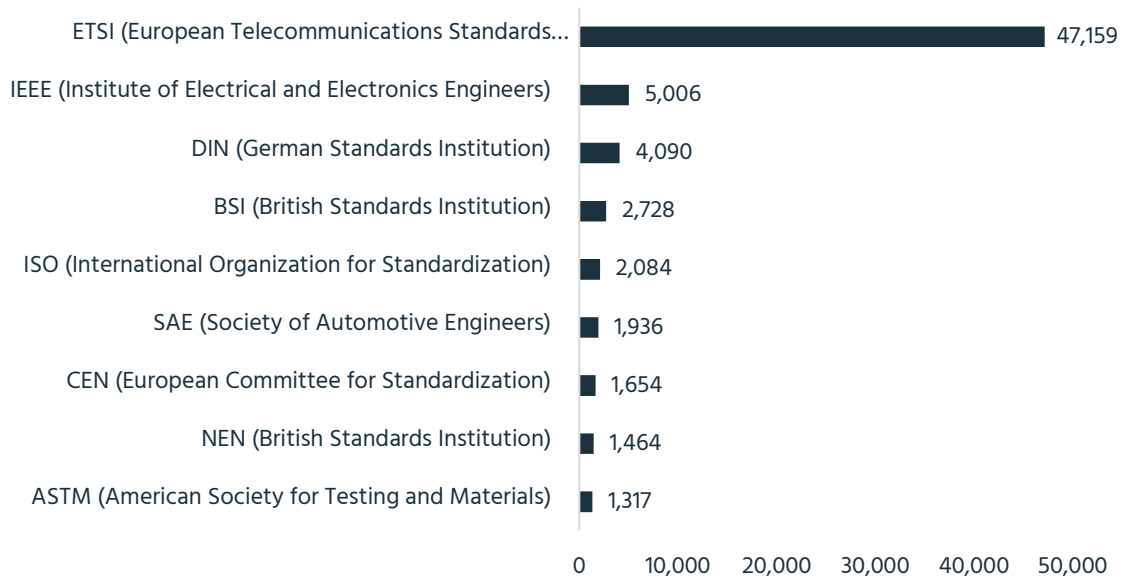 ETSI (European Telecommunications Standards... 47,159
IEEE (Institute of Electrical and Electronics Engineers) 5,006
DIN (German Standards Institution) 4,090
BSI (British Standards Institution) 2,728
ISO (International Organization for Standardization) 2,084
SAE (Society of Automotive Engineers) 1,936
CEN (European Committee for Standardization) 1,654
NEN (British Standards Institution) 1,464
ASTM (American Society for Testing and Materials) 1,317
0 10,000 20,000 30,000 40,000 50,000